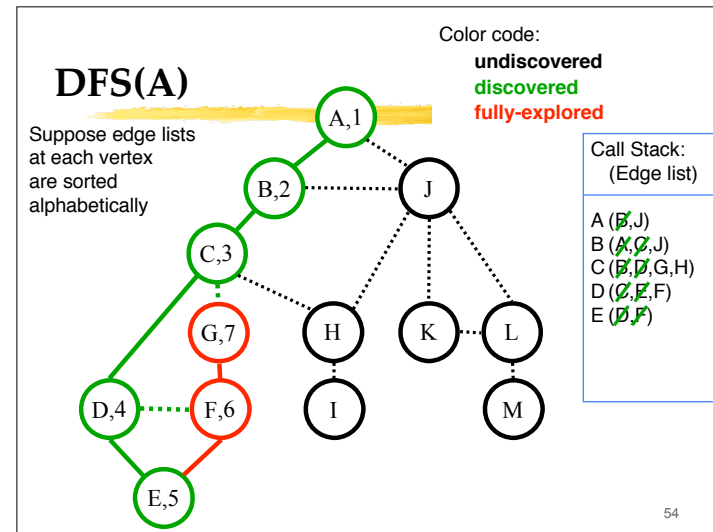 DFS(A)
Suppose edge lists
at each vertex
are sorted
alphabetically
Color code:
undiscovered
discovered
fully-explored
A,1
B,2
J
C,3
G,7
H
K
L
D,4
F,6
I
M
E,5
Call Stack:
(Edge list)
A (B,J)
B (A,C,J)
C (B,D,G,H)
D (C,E,F)
E (D,F)
54